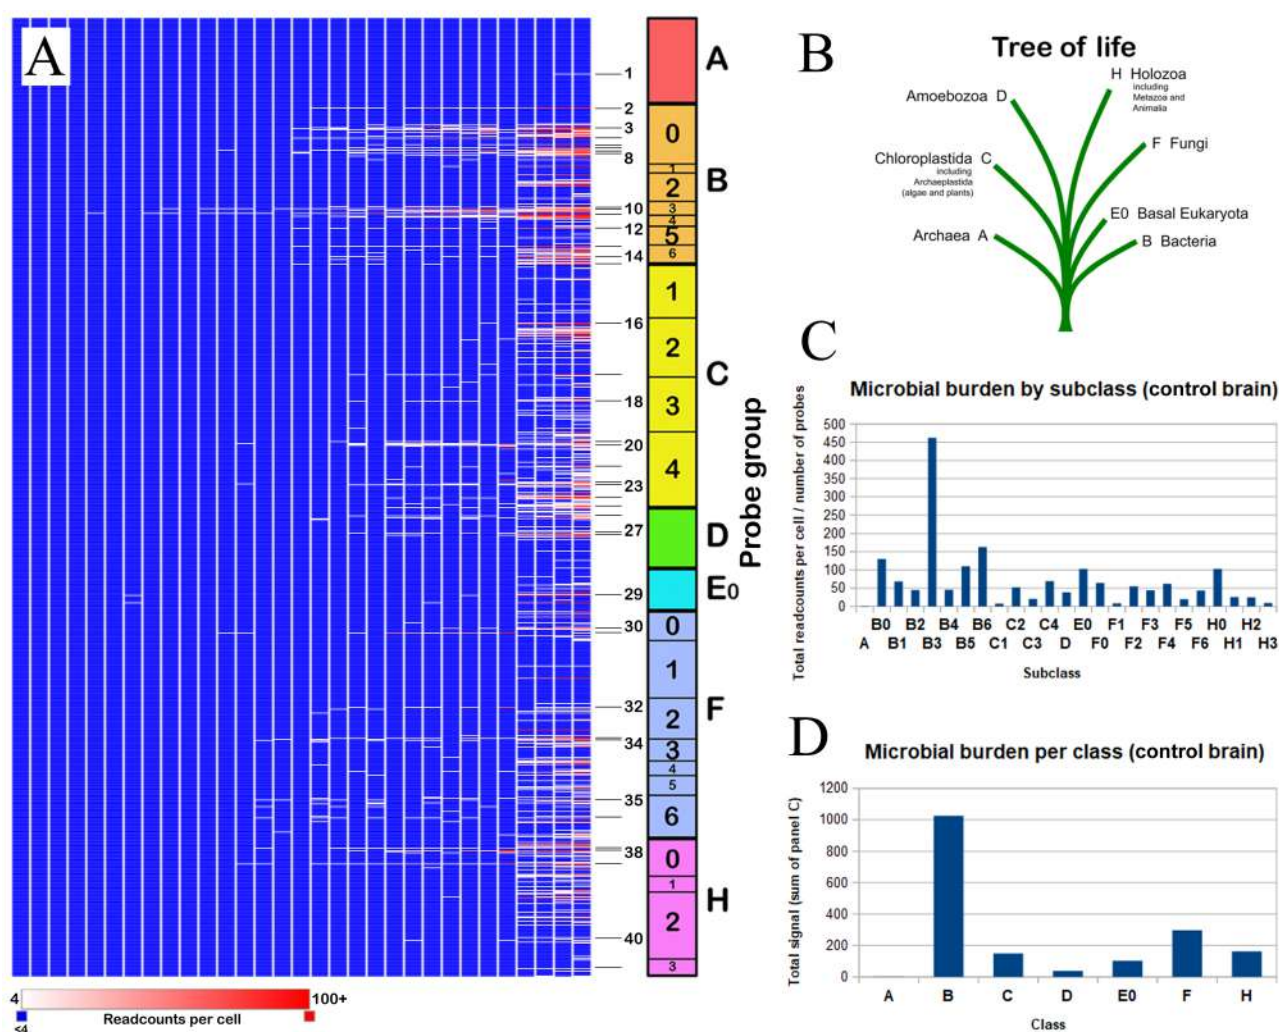 A
1
2
3
8
10
12
14
16
18
20
23
27
29
30
32
34
35
38
40
A
0
1
2
3
4
5
6
B
1
2
3
4
C
D
E0
0
1
2
3
4
5
6
F
0
1
2
3
H
Probe group
4
100+
<4
Readcounts per cell
B
Tree of life
H Holozoa
including
Metazoa and
Animalia
Amoebozoa D
F Fungi
Chloroplastida C
including
Archaeplastida
(algae and plants)
E0 Basal Eukaryota
Archaea A
B Bacteria
C
Microbial burden by subclass (control brain)
Total readcounts per cell / number of probes
500
450
400
350
300
250
200
150
100
50
0
B0 B2 B4 B6 C2 C4 E0 F1 F3 F5 H0 H2
A B1 B3 B5 C1 C3 D F0 F2 F4 F6 H1 H3
Subclass
D
Microbial burden per class (control brain)
Total signal (sum of panel C)
1200
1000
800
600
400
200
0
A B C D E0 F H
Class